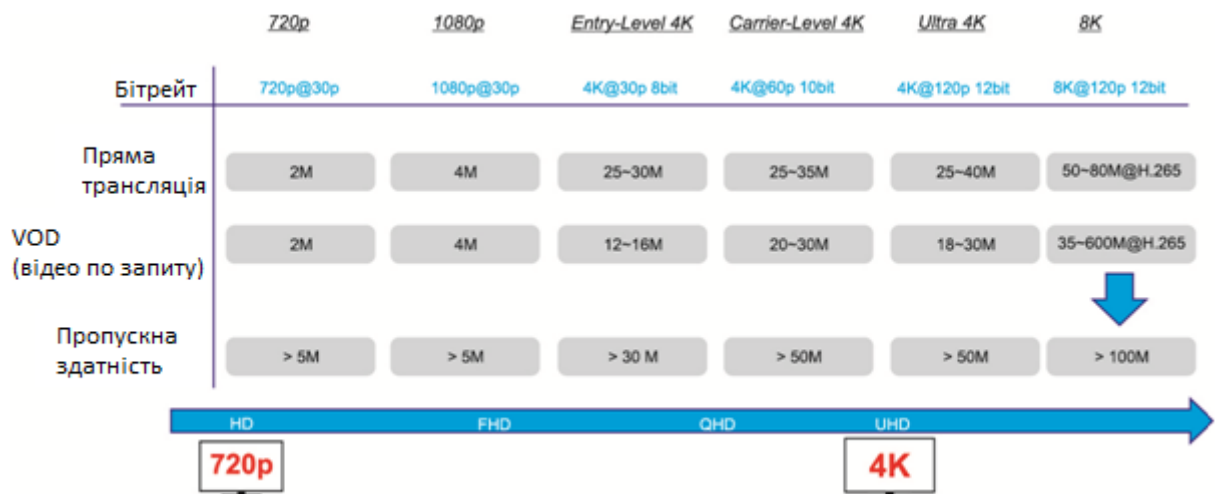 720p 1080p Entry-Level 4K Carrier-Level 4K Ultra 4K 8K
Бітрейт 720p@30p 1080p@30p 4K@30p 8bit 4K@60p 10bit 4K@120p 12bit 8K@120p 12bit
Пряма
трансляція
2M 4M 25~30M 25~35M 25~40M 50~80M@H.265
VOD
(відео по запиту)
2M 4M 12~16M 20~30M 18~30M 35~600M@H.265
Пропускна
здатність
> 5M > 5M > 30 M > 50M > 50M > 100M
HD FHD QHD UHD
720p 4K